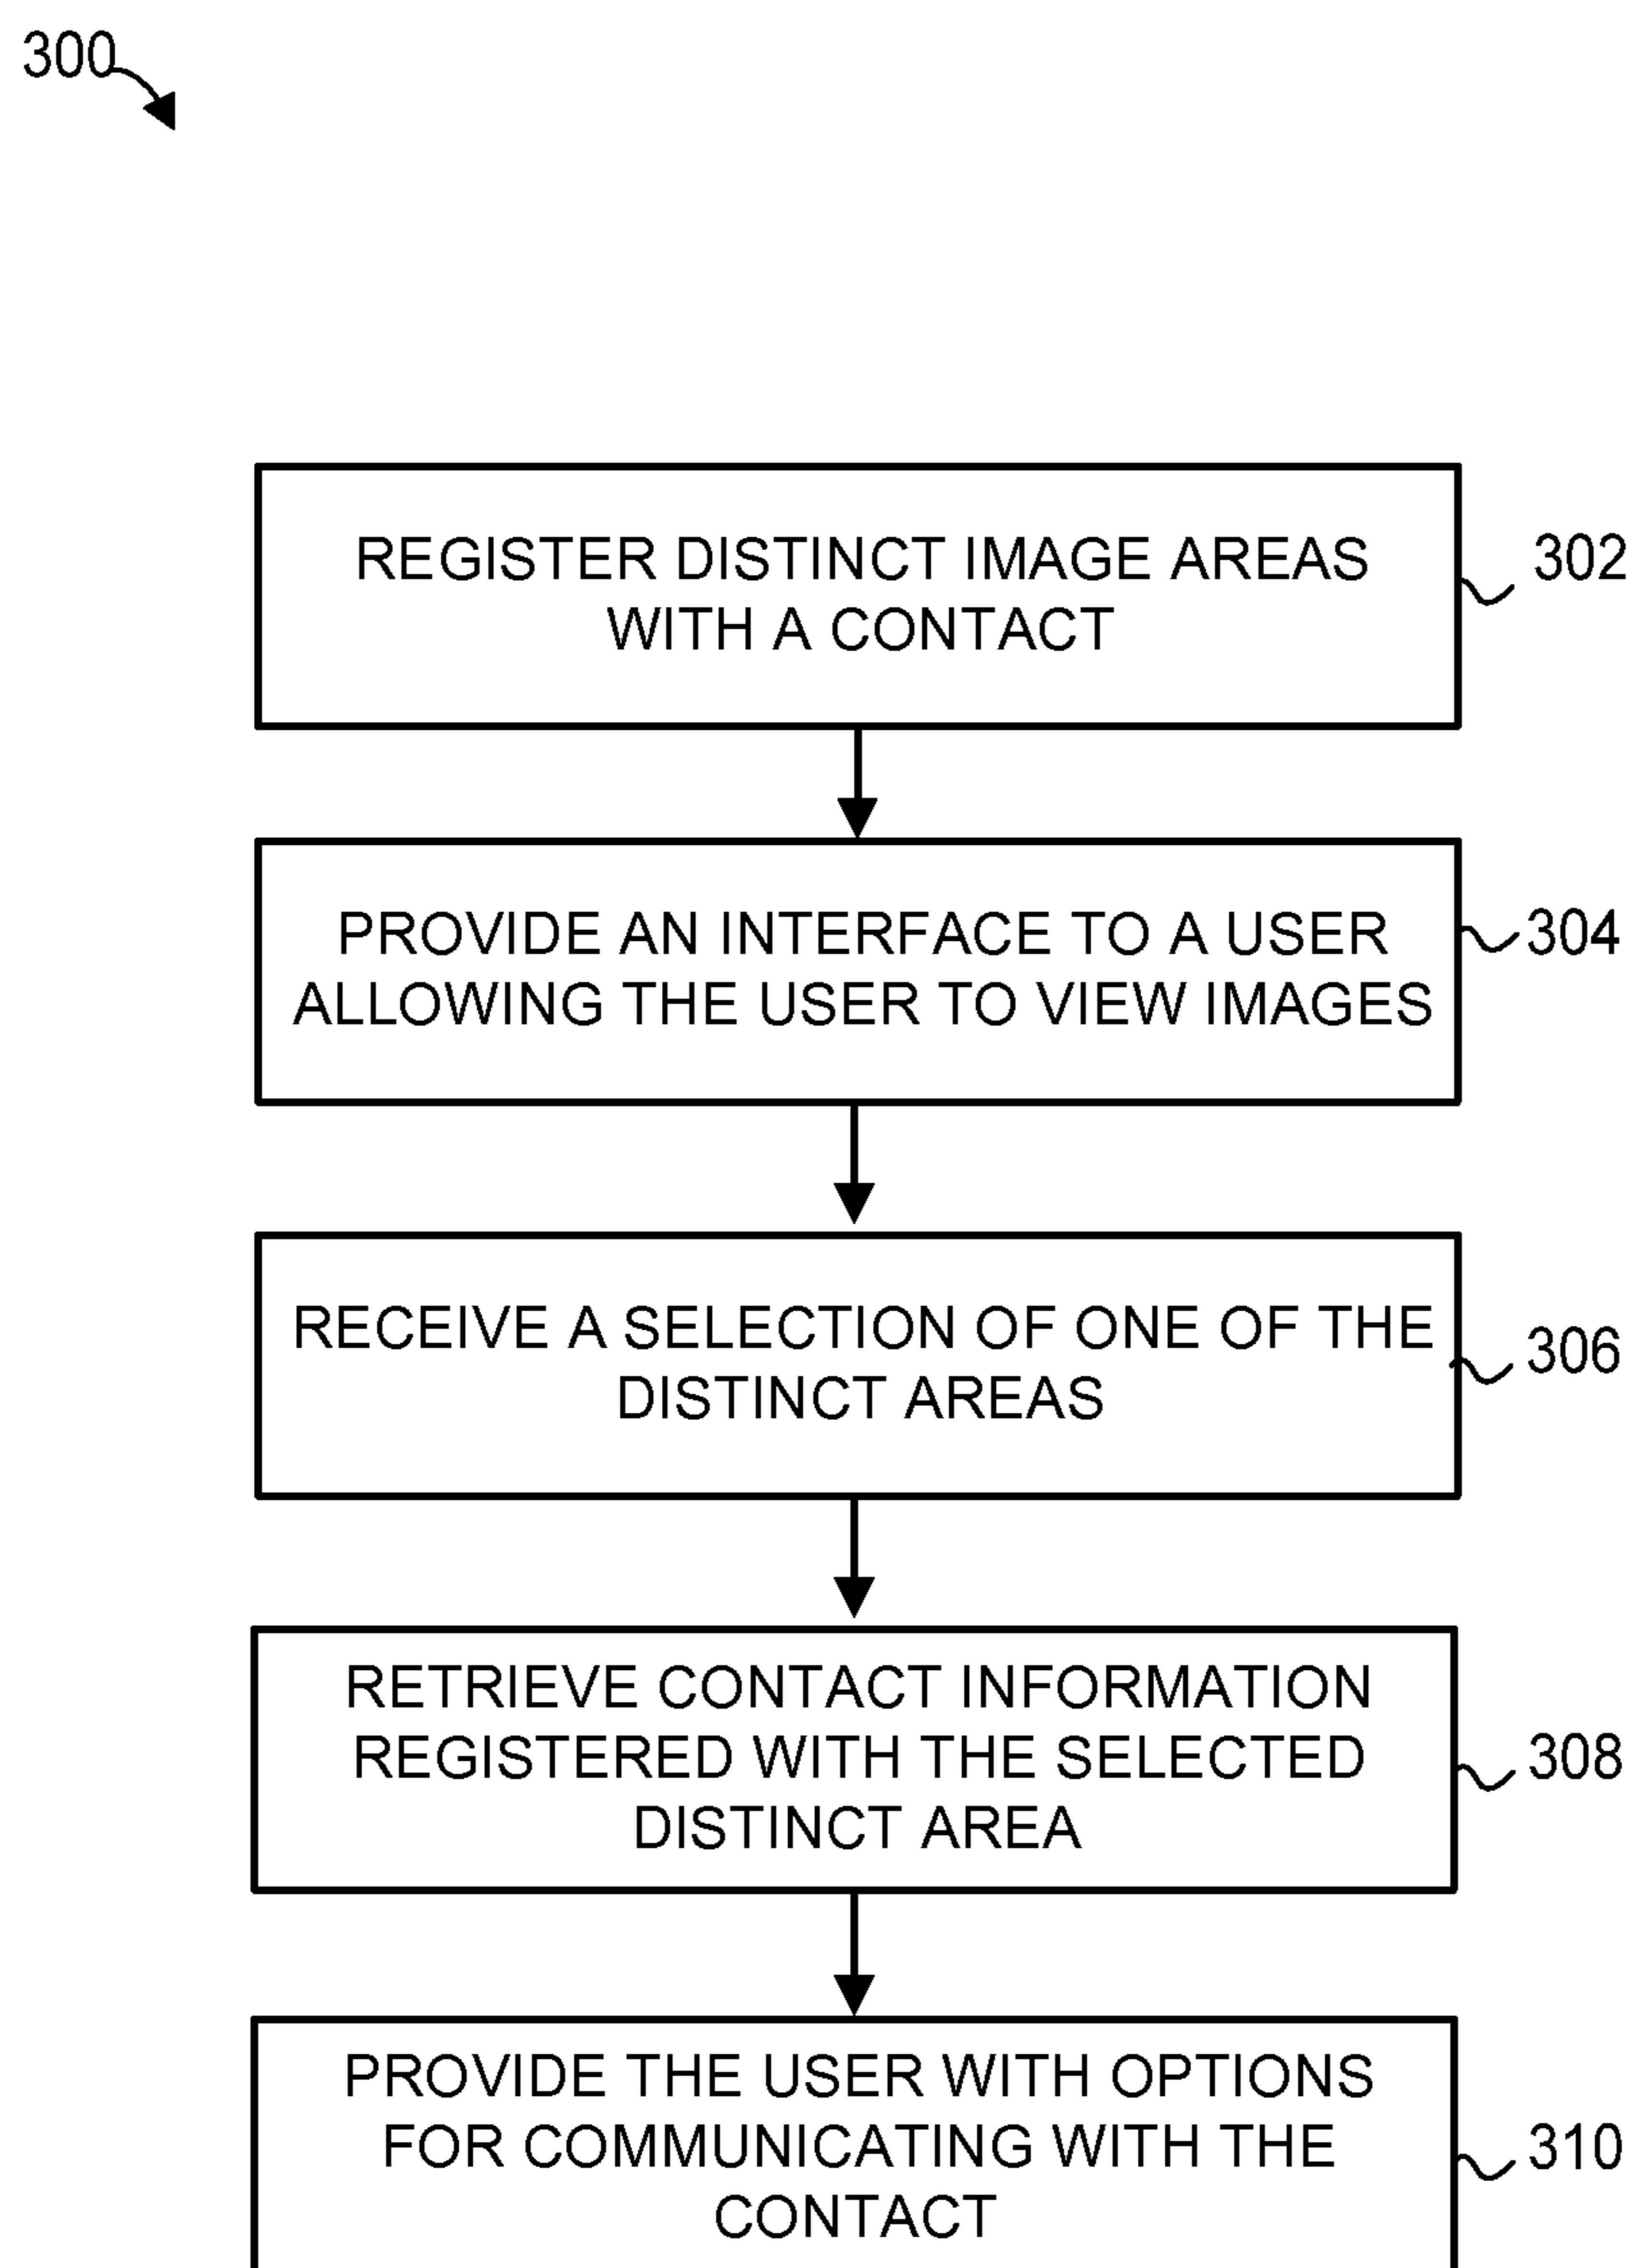 300
REGISTER DISTINCT IMAGE AREAS
WITH A CONTACT
302
PROVIDE AN INTERFACE TO A USER
ALLOWING THE USER TO VIEW IMAGES
304
RECEIVE A SELECTION OF ONE OF THE
DISTINCT AREAS
306
RETRIEVE CONTACT INFORMATION
REGISTERED WITH THE SELECTED
DISTINCT AREA
308
PROVIDE THE USER WITH OPTIONS
FOR COMMUNICATING WITH THE
CONTACT
310